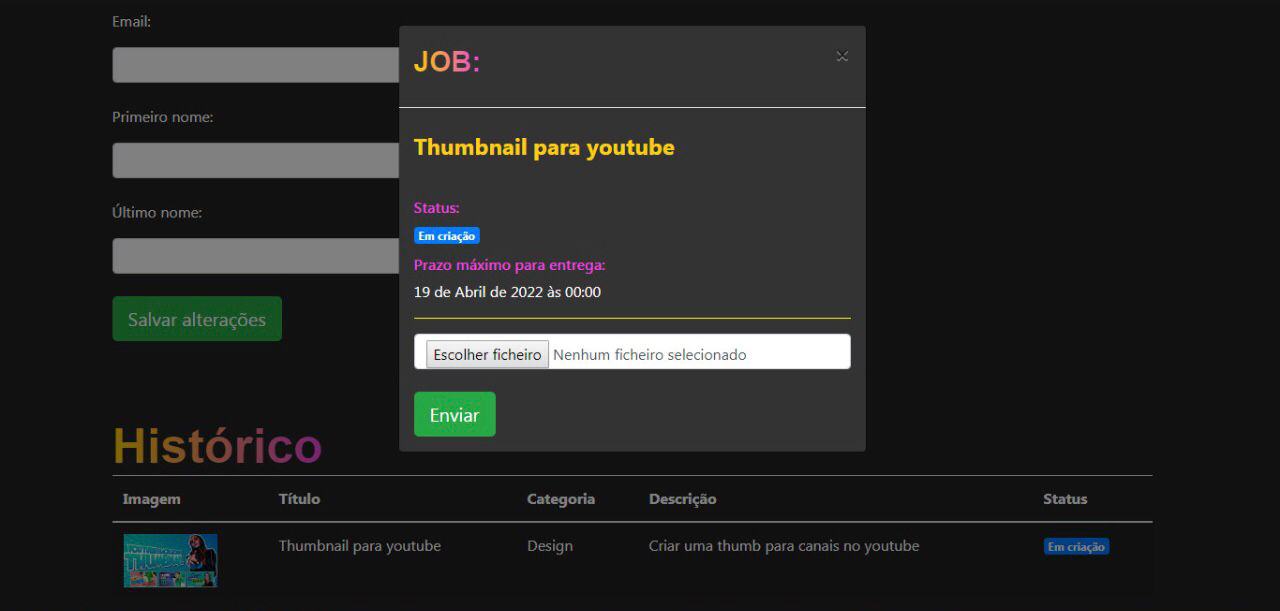 Email:
Primeiro nome:
Último nome:
Salvar alterações
JOB:
×
Thumbnail para youtube
Status:
Em criação
Prazo máximo para entrega:
19 de Abril de 2022 às 00:00
Escolher ficheiro Nenhum ficheiro selecionado
Enviar
Histórico
Imagem Título Categoria Descrição Status
Thumbnail para youtube Design Criar uma thumb para canais no youtube Em criação